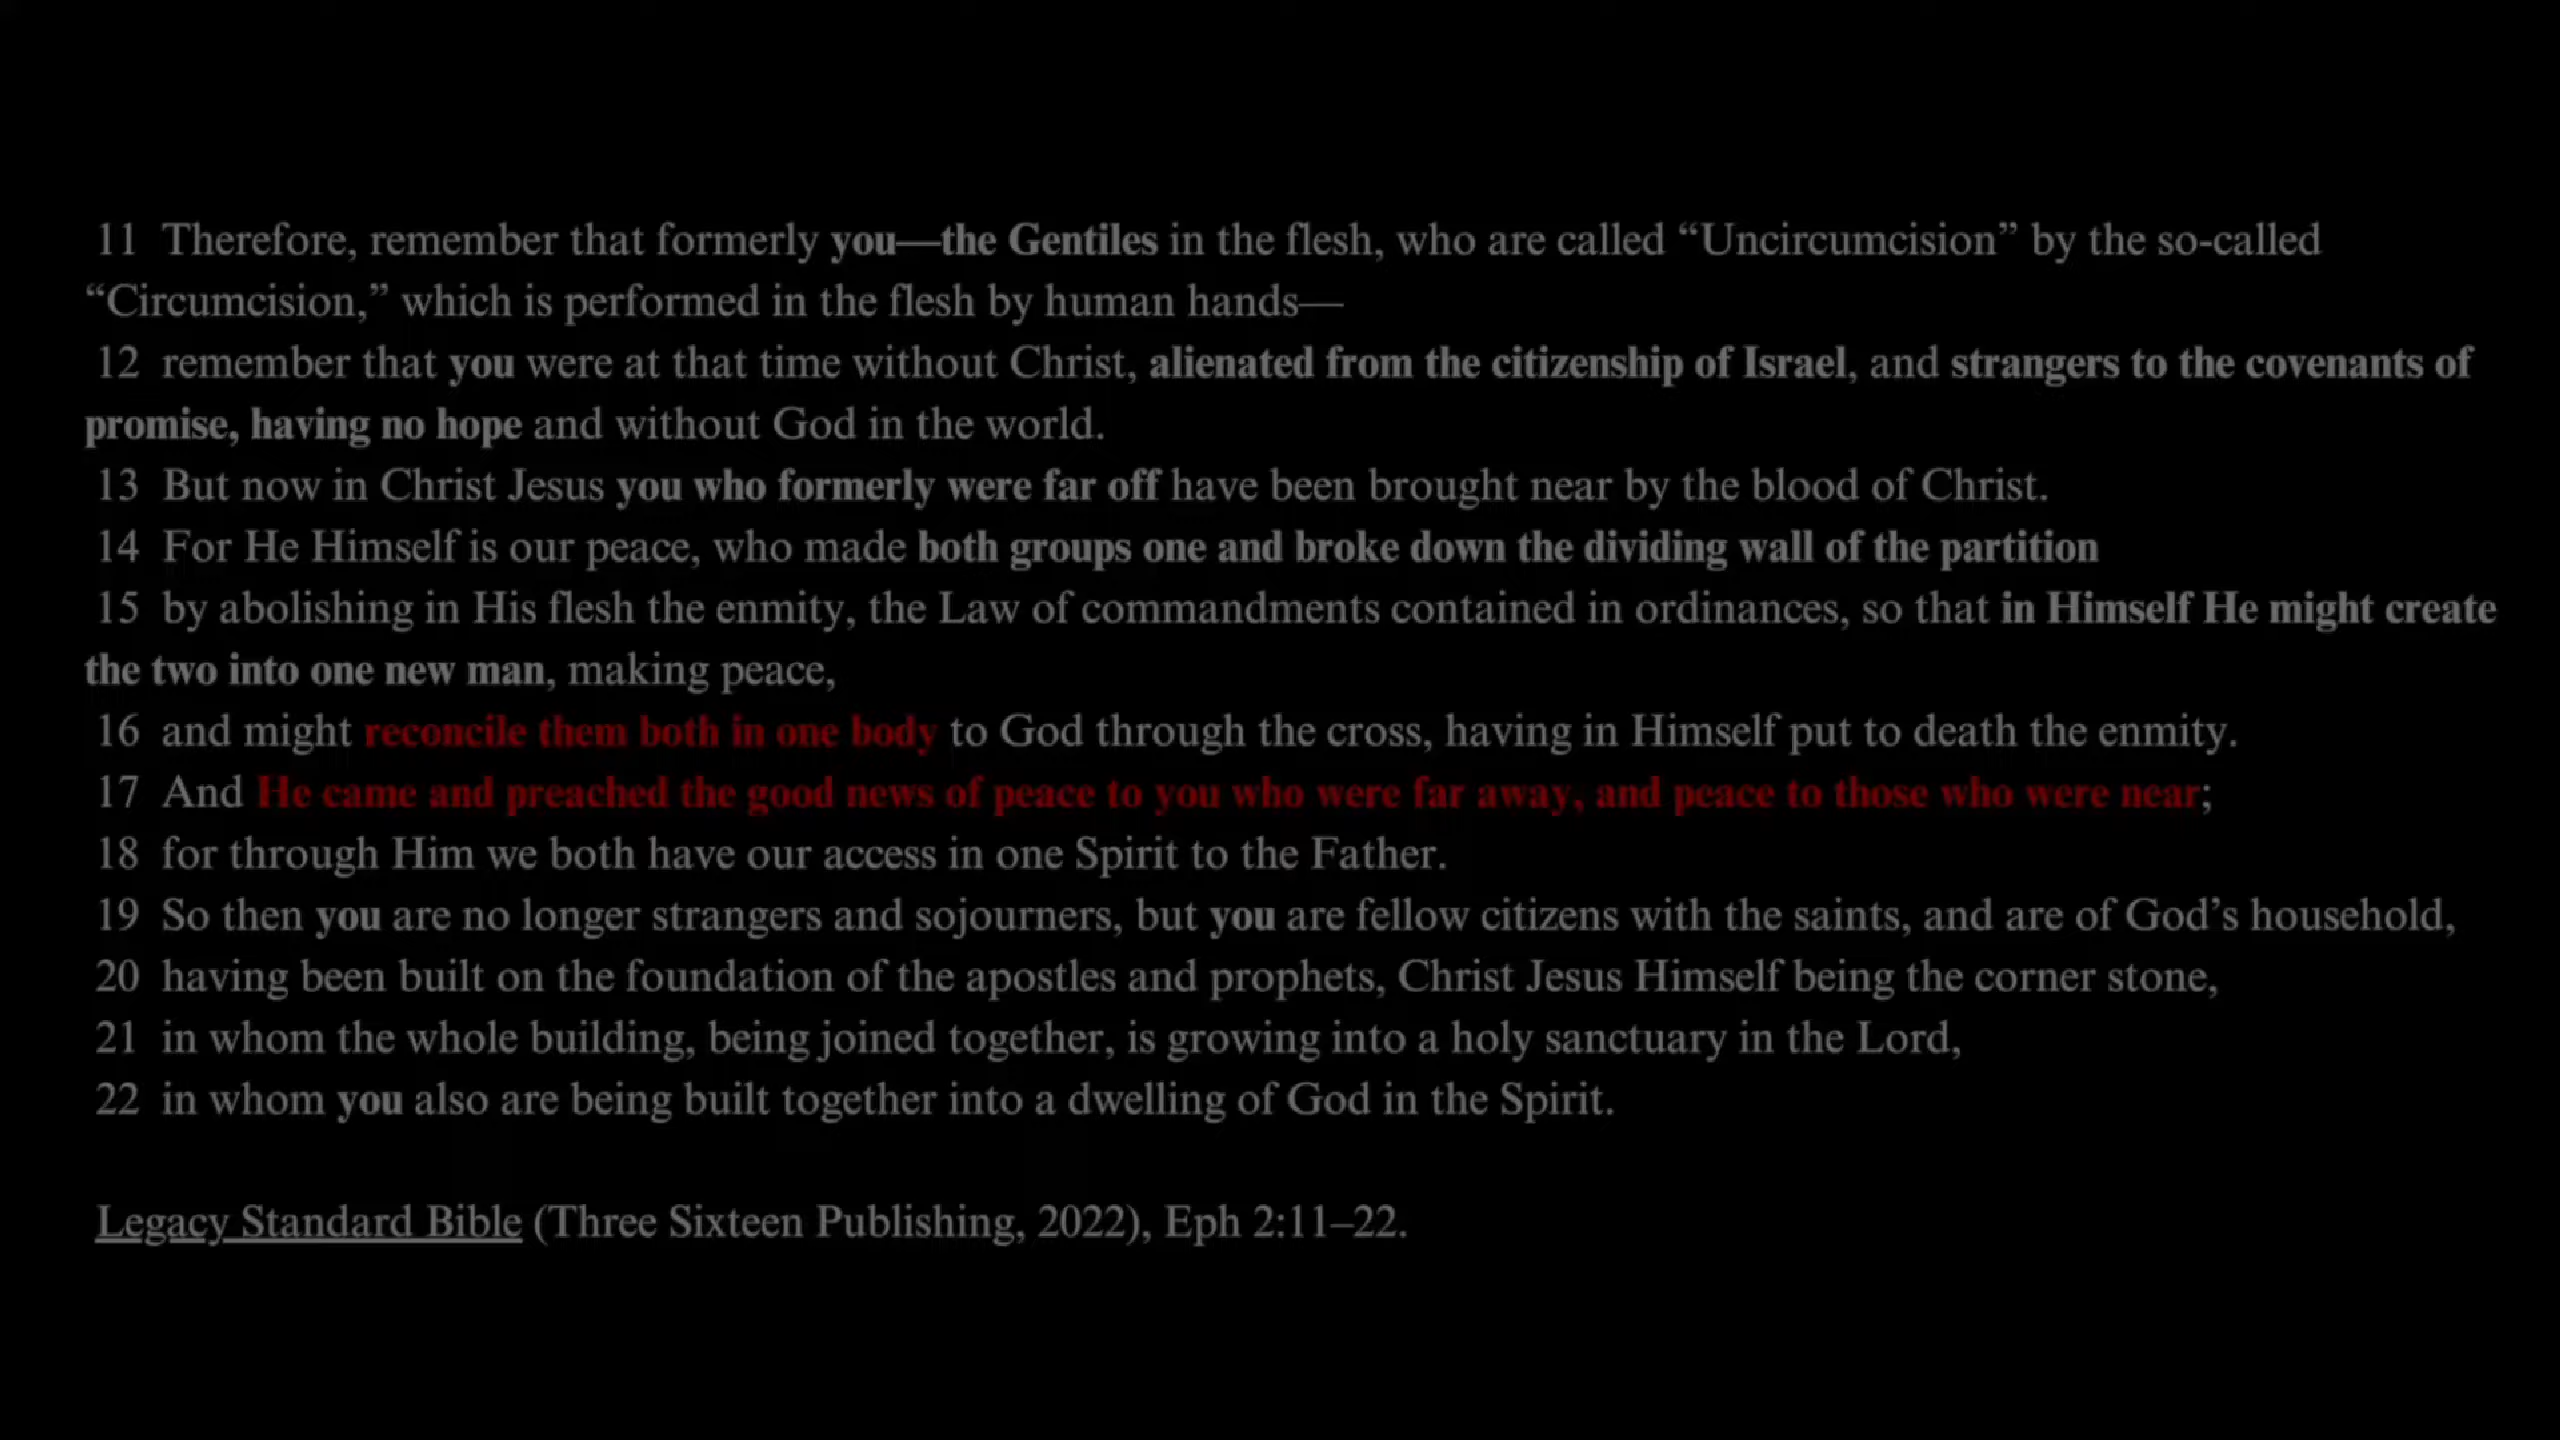 11 Therefore, remember that formerly you—the Gentiles in the flesh, who are called “Uncircumcision” by the so-called
“Circumcision,” which is performed in the flesh by human hands—
12 remember that you were at that time without Christ, alienated from the citizenship of Israel, and strangers to the covenants of
promise, having no hope and without God in the world.
13 But now in Christ Jesus you who formerly were far off have been brought near by the blood of Christ.
14 For He Himself is our peace, who made both groups one and broke down the dividing wall of the partition
15 by abolishing in His flesh the enmity, the Law of commandments contained in ordinances, so that in Himself He might create
the two into one new man, making peace,
16 and might reconcile them both in one body to God through the cross, having in Himself put to death the enmity.
17 And He came and preached the good news of peace to you who were far away, and peace to those who were near;
18 for through Him we both have our access in one Spirit to the Father.
19 So then you are no longer strangers and sojourners, but you are fellow citizens with the saints, and are of God’s household,
20 having been built on the foundation of the apostles and prophets, Christ Jesus Himself being the corner stone,
21 in whom the whole building, being joined together, is growing into a holy sanctuary in the Lord,
22 in whom you also are being built together into a dwelling of God in the Spirit.
Legacy Standard Bible (Three Sixteen Publishing, 2022), Eph 2:11–22.